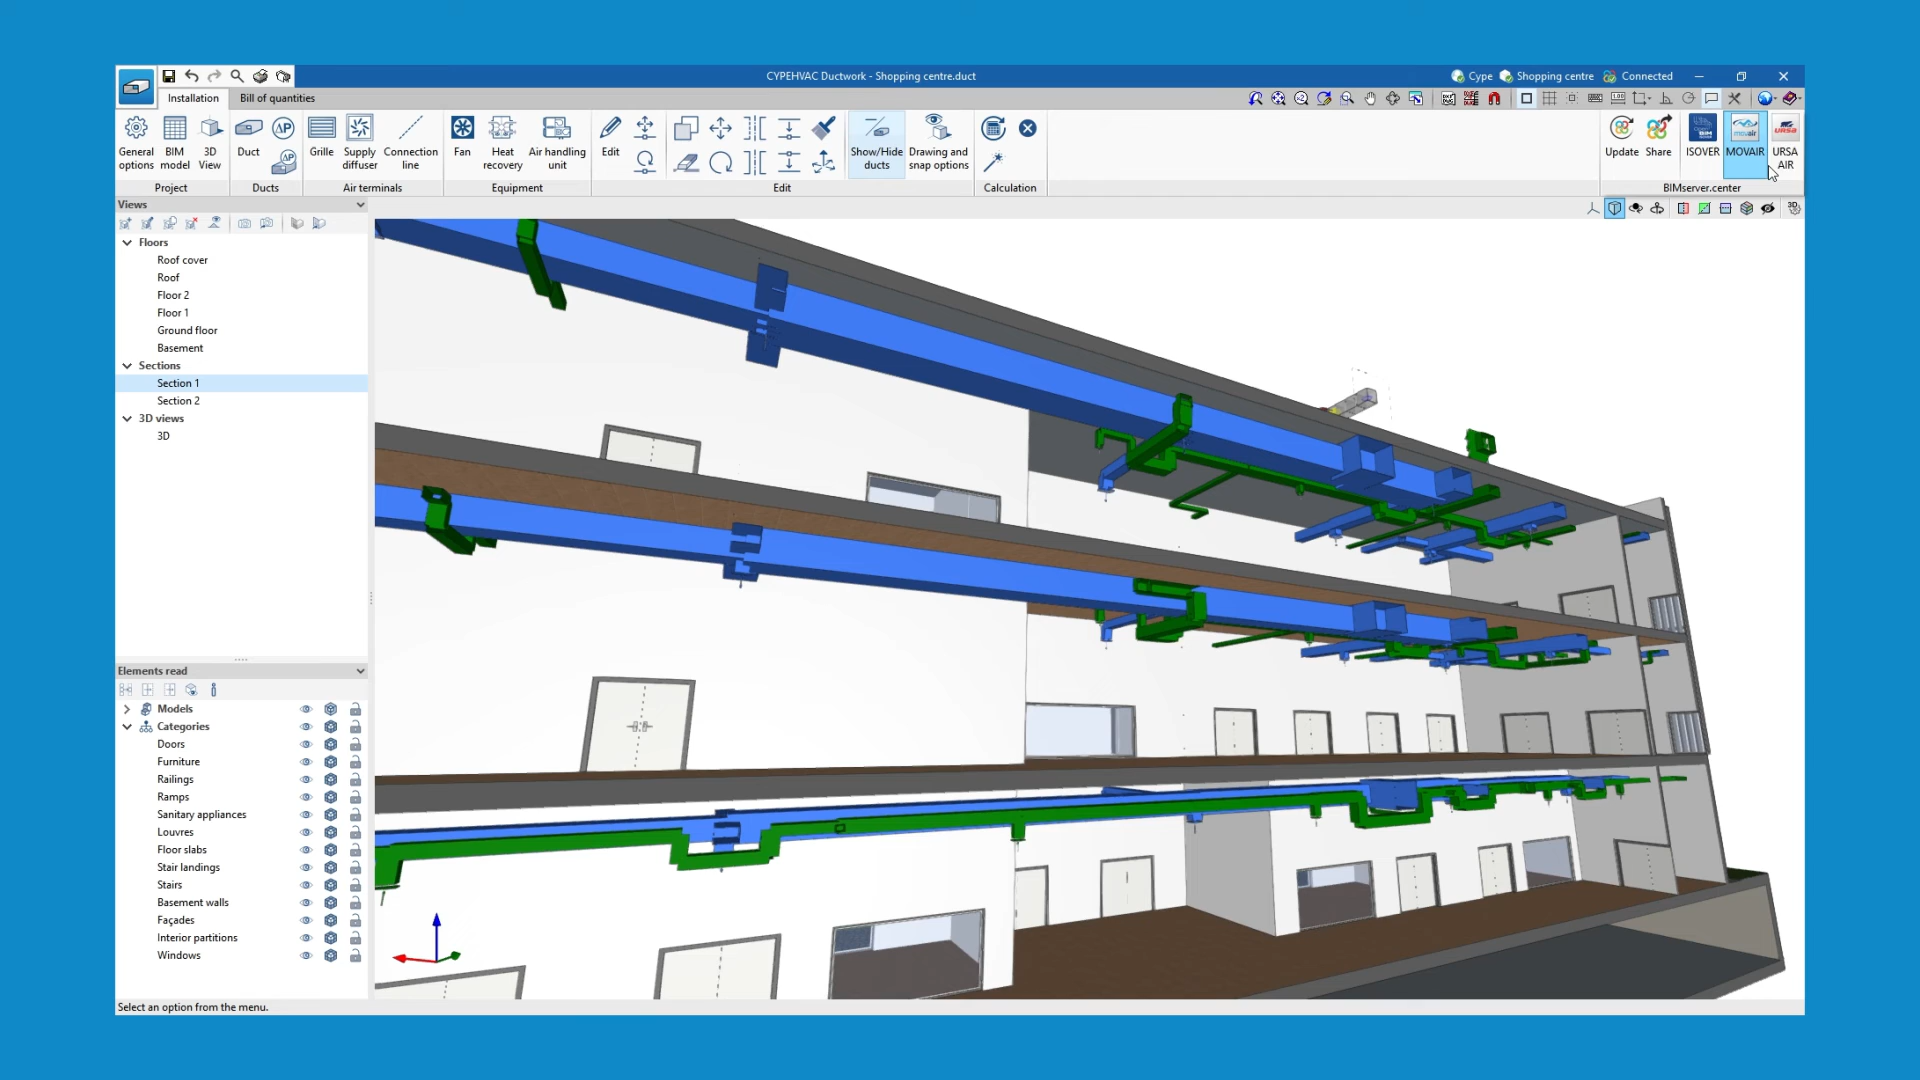 CYPEHVAC Ductwork - Shopping centre.duct
Cype
Shopping centre
Connected
Installation
Bill of quantities
General options
BIM model
3D View
Duct
ΔP
ΔP
Grille
Supply diffuser
Connection line
Fan
Heat recovery
Air handling unit
Edit
Show/Hide ducts
Drawing and snap options
Update
Share
ISOVER
MOVAIR
URSA AIR
Project
Ducts
Air terminals
Equipment
Edit
Calculation
BIMserver.center
Views
Floors
Roof cover
Roof
Floor 2
Floor 1
Ground floor
Basement
Sections
Section 1
Section 2
3D views
3D
Elements read
Models
Categories
Doors
Furniture
Railings
Ramps
Sanitary appliances
Louvres
Floor slabs
Stair landings
Stairs
Basement walls
Façades
Interior partitions
Windows
Select an option from the menu.